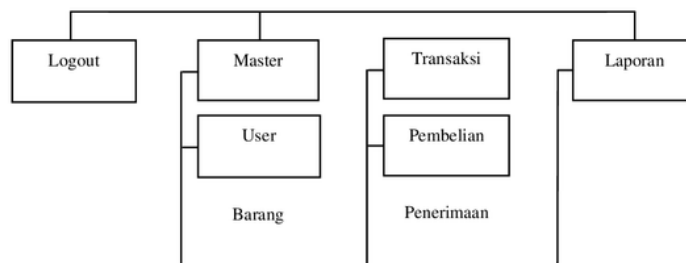 Logout
Master
Transaksi
Laporan
User
Pembelian
Barang
Penerimaan